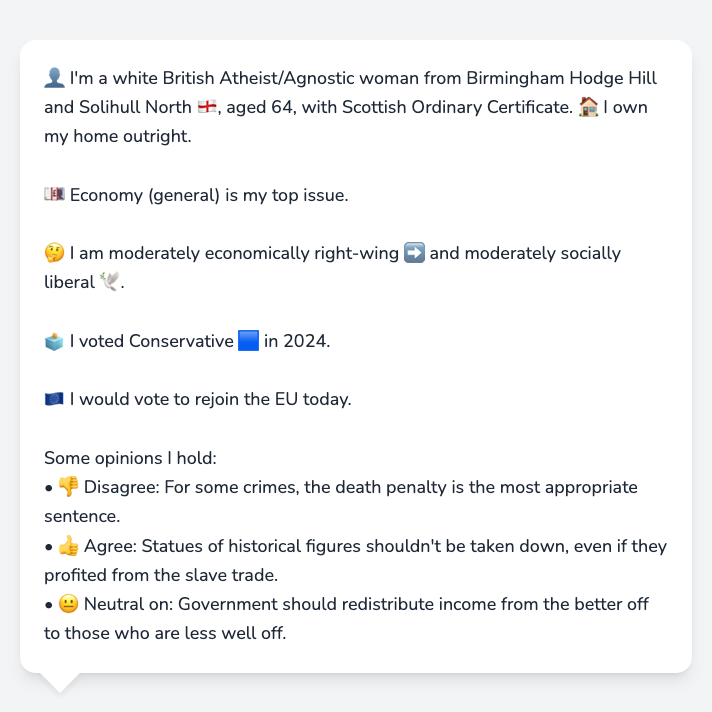 👤 I'm a white British Atheist/Agnostic woman from Birmingham Hodge Hill
and Solihull North 🏴󠁧󠁢󠁥󠁮󠁧󠁿, aged 64, with Scottish Ordinary Certificate. 🏠 I own
my home outright.
💷 Economy (general) is my top issue.
🤔 I am moderately economically right-wing ➡️ and moderately socially
liberal 🕊️.
🗳️ I voted Conservative 🟦 in 2024.
🇪🇺 I would vote to rejoin the EU today.
Some opinions I hold:
• 👎 Disagree: For some crimes, the death penalty is the most appropriate
sentence.
• 👍 Agree: Statues of historical figures shouldn't be taken down, even if they
profited from the slave trade.
• 😐 Neutral on: Government should redistribute income from the better off
to those who are less well off.